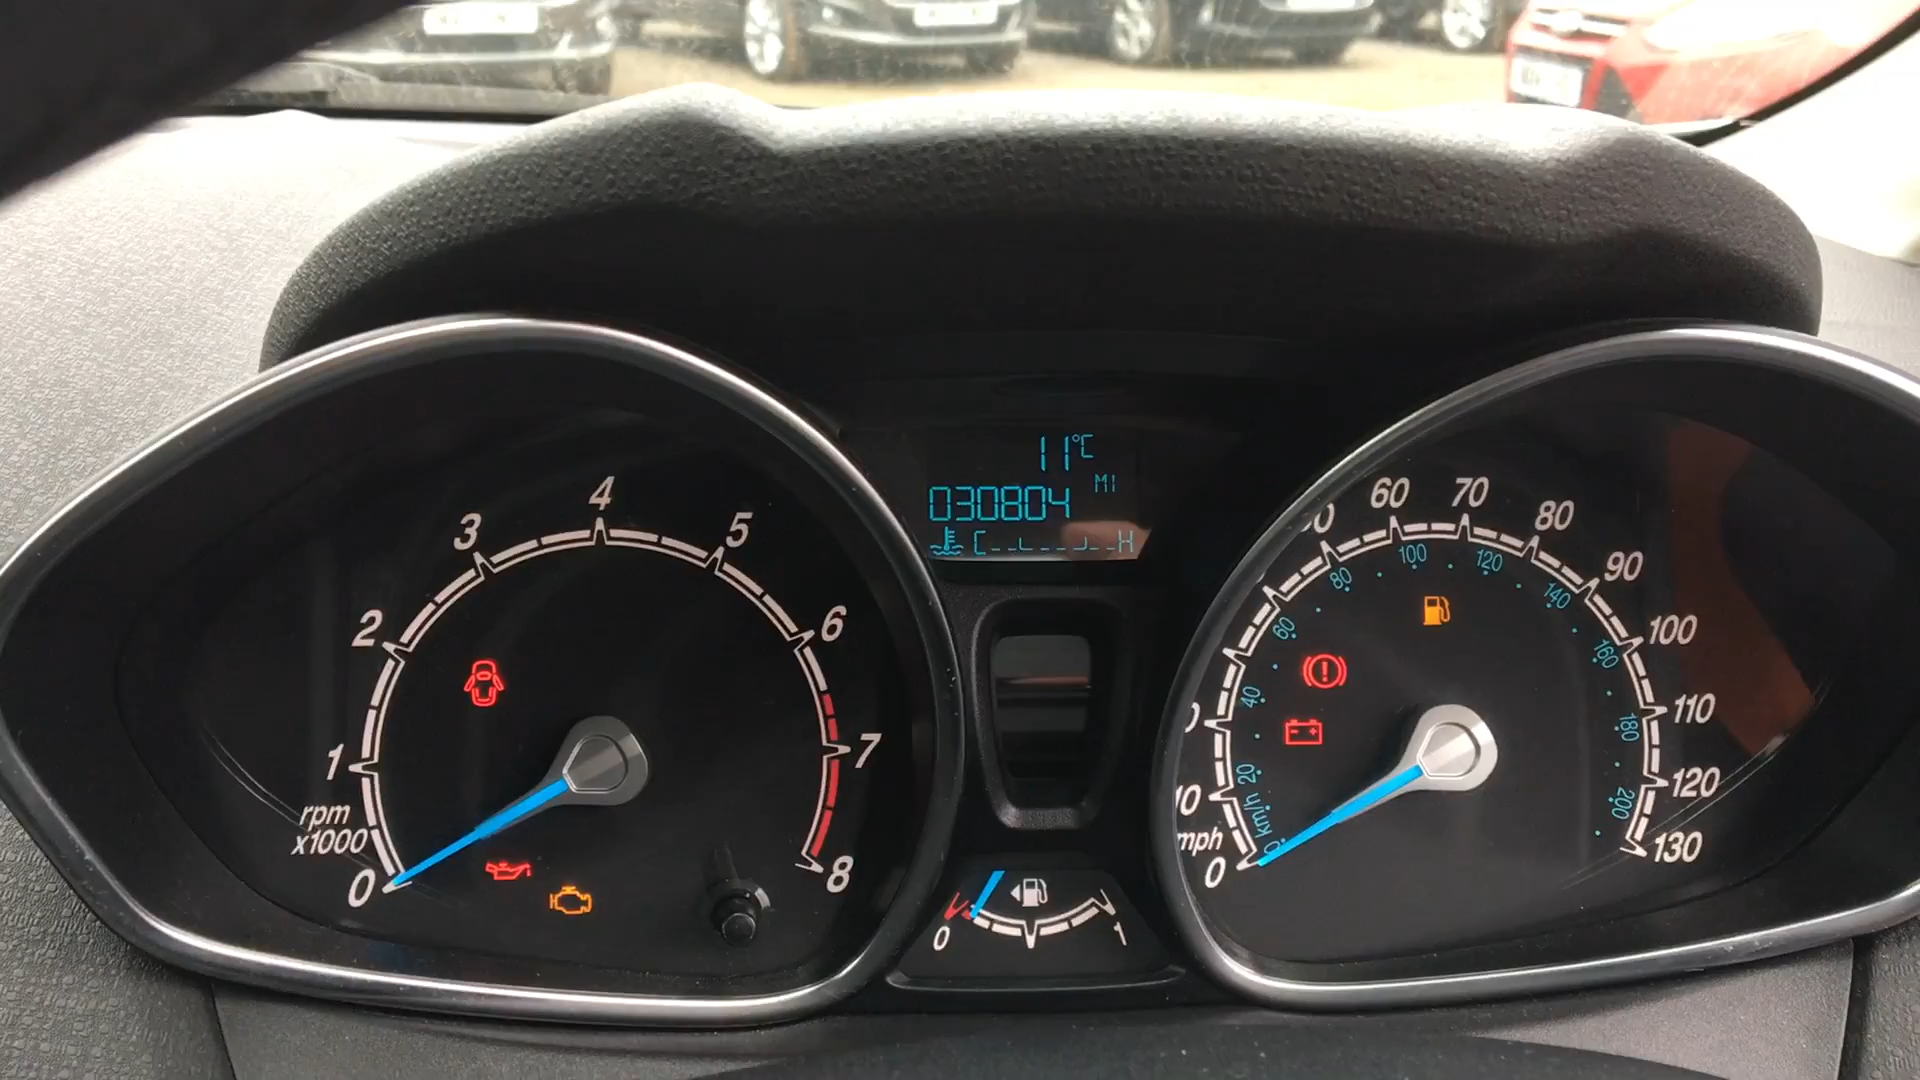 11°C
030804 MI
C H
0 1 2 3 4 5 6 7 8
rpm
x1000
0 1
0 60 70 80 90 100 110 120 130
mph
km/h
20 40 60 80 100 120 140 160 180 200